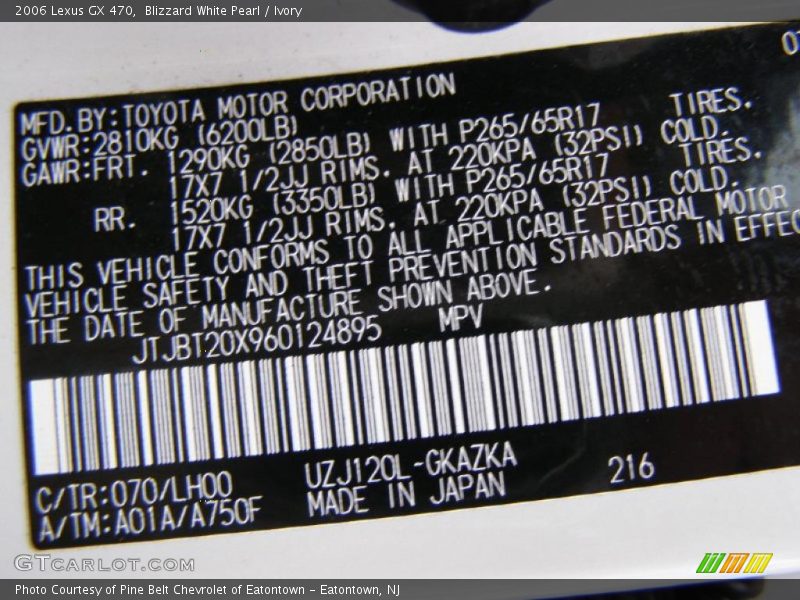 2006 Lexus GX 470, Blizzard White Pearl / Ivory
MFD.BY:TOYOTA MOTOR CORPORATION
GVWR:2810KG (6200LB)
GAWR:FRT. 1290KG (2850LB) WITH P265/65R17 TIRES.
17X7 1/2JJ RIMS. AT 220KPA (32PSI) COLD.
RR. 1520KG (3350LB) WITH P265/65R17 TIRES.
17X7 1/2JJ RIMS. AT 220KPA (32PSI) COLD.
THIS VEHICLE CONFORMS TO ALL APPLICABLE FEDERAL MOTOR
VEHICLE SAFETY AND THEFT PREVENTION STANDARDS IN EFFEC
THE DATE OF MANUFACTURE SHOWN ABOVE.
JTJBT20X960124895 MPV
C/TR:070/LH00 UZJ120L-GKAZKA 216
A/TM:A01A/A750F MADE IN JAPAN
GTCARLOT.COM
Photo Courtesy of Pine Belt Chevrolet of Eatontown – Eatontown, NJ